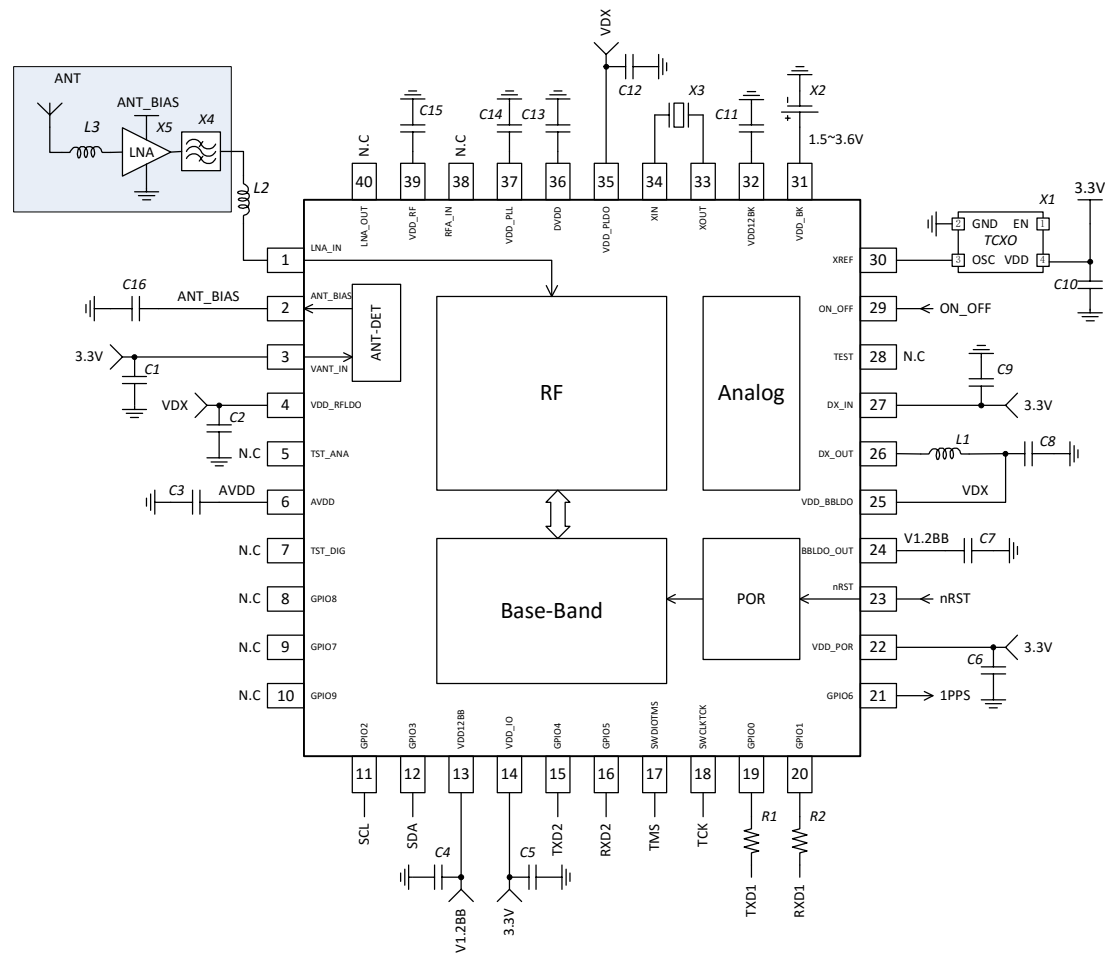 VDX
C12
ANT
ANT_BIAS
L3
X5
X4
LNA
L2
N.C
C15
N.C
C14
C13
X3
C11
X2
-
+
1.5~3.6V
40
39
38
37
36
35
34
33
32
31
LNA_OUT
VDD_RF
RFA_IN
VDD_PLL
DVDD
VDD_PLDO
XIN
XOUT
VDD12BK
VDD_BK
3.3V
X1
2 GND EN 1
TCXO
3 OSC VDD 4
C10
1 LNA_IN
XREF 30
C16
ANT_BIAS 2 ANT_BIAS
ON_OFF 29 ON_OFF
ANT-DET
3.3V 3 VANT_IN
C1
TEST 28 N.C
C9
RF
Analog
VDX 4 VDD_RFLDO
C2
DX_IN 27 3.3V
N.C 5 TST_ANA
DX_OUT 26 L1 C8
C3 AVDD 6 AVDD
VDD_BBLDO 25 VDX
N.C 7 TST_DIG
BBLDO_OUT 24 V1.2BB C7
N.C 8 GPIO8
Base-Band
POR
nRST 23 nRST
N.C 9 GPIO7
VDD_POR 22 3.3V
C6
N.C 10 GPIO9
GPIO6 21 1PPS
GPIO2
GPIO3
VDD12BB
VDD_IO
GPIO4
GPIO5
SWDIOTMS
SWCLKTCK
GPIO0
GPIO1
11
12
13
14
15
16
17
18
19
20
SCL
SDA
TXD2
RXD2
TMS
TCK
R1
R2
C4
C5
TXD1
RXD1
V1.2BB
3.3V